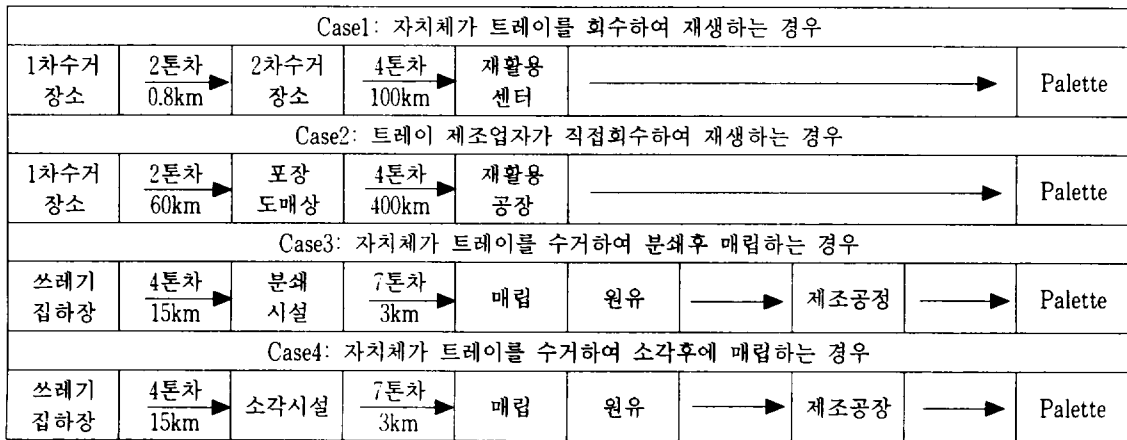 Case1: 자치체가 트레이를 회수하여 재생하는 경우
1차수거 2톤차 2차수거 4톤차 재활용
장소 0.8km 장소 100km 센터 Palette
Case2: 트레이 제조업자가 직접회수하여 재생하는 경우
1차수거 2톤차 포장 4톤차 재활용
장소 60km 도매상 400km 공장 Palette
Case3: 자치체가 트레이를 수거하여 분쇄후 매립하는 경우
쓰레기 4톤차 분쇄 7톤차 매립 원유 제조공정 Palette
집하장 15km 시설 3km
Case4: 자치체가 트레이를 수거하여 소각후에 매립하는 경우
쓰레기 4톤차 소각시설 7톤차 매립 원유 제조공장 Palette
집하장 15km 3km